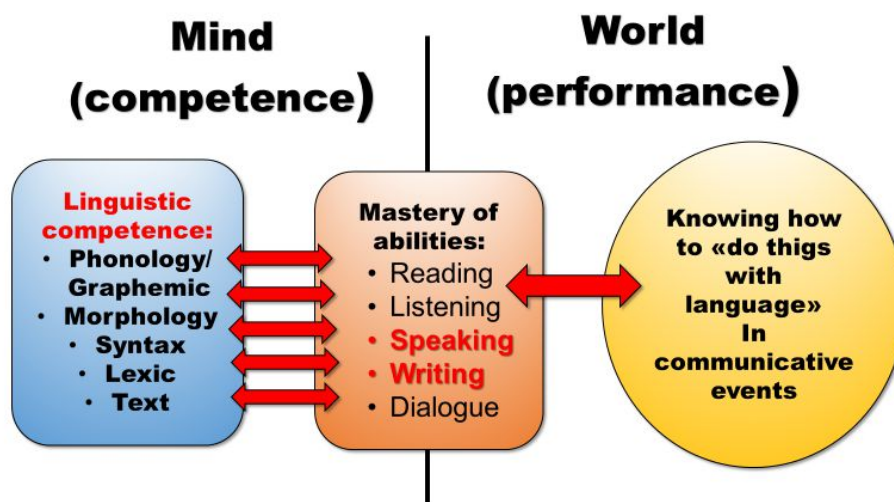 Mind
(competence)
World
(performance)
Linguistic
competence:
• Phonology/
Graphemic
• Morphology
• Syntax
• Lexic
• Text
Mastery of
abilities:
• Reading
• Listening
• Speaking
• Writing
• Dialogue
Knowing how
to «do thigs
with
language»
In
communicative
events